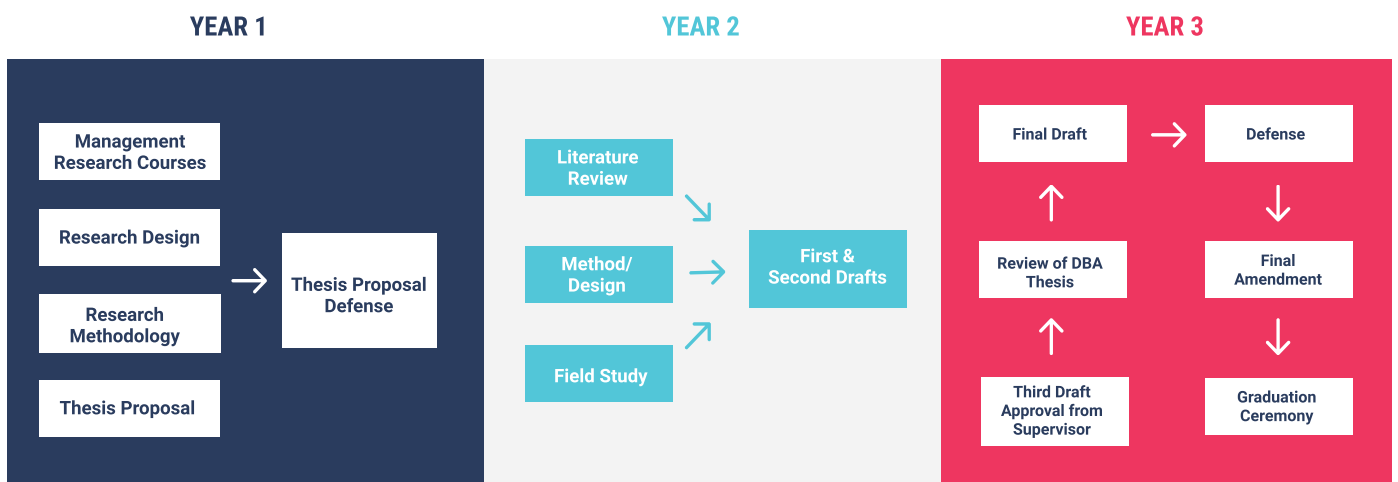 YEAR 1
Management
Research Courses
Research Design
Research
Methodology
Thesis Proposal
Thesis Proposal
Defense
YEAR 2
Literature
Review
Method/
Design
Field Study
First &
Second Drafts
YEAR 3
Third Draft
Approval from
Supervisor
Review of DBA
Thesis
Final Draft
Defense
Final
Amendment
Graduation
Ceremony